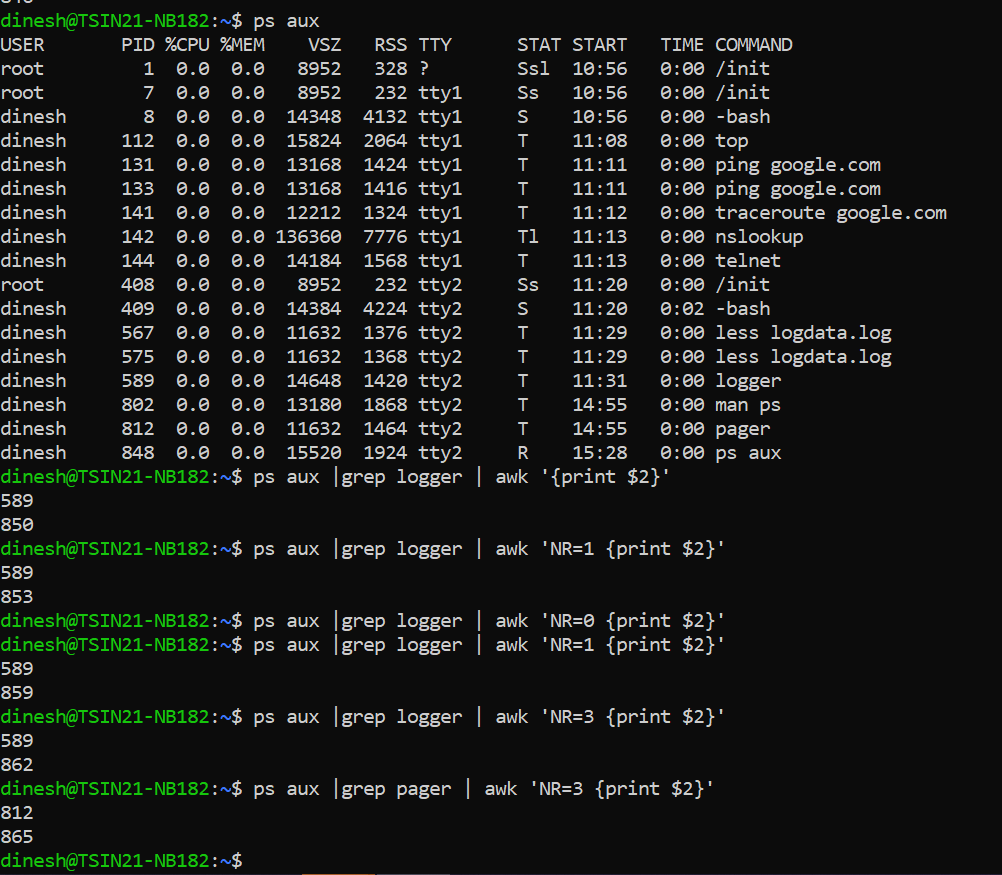 dinesh@TSIN21-NB182:~$ ps aux
USER       PID %CPU %MEM    VSZ   RSS TTY      STAT START   TIME COMMAND
root         1  0.0  0.0   8952   328 ?        Ssl  10:56   0:00 /init
root         7  0.0  0.0   8952   232 tty1     Ss   10:56   0:00 /init
dinesh       8  0.0  0.0  14348  4132 tty1     S    10:56   0:00 -bash
dinesh     112  0.0  0.0  15824  2064 tty1     T    11:08   0:00 top
dinesh     131  0.0  0.0  13168  1424 tty1     T    11:11   0:00 ping google.com
dinesh     133  0.0  0.0  13168  1416 tty1     T    11:11   0:00 ping google.com
dinesh     141  0.0  0.0  12212  1324 tty1     T    11:12   0:00 traceroute google.com
dinesh     142  0.0  0.0 136360  7776 tty1     Tl   11:13   0:00 nslookup
dinesh     144  0.0  0.0  14184  1568 tty1     T    11:13   0:00 telnet
root       408  0.0  0.0   8952   232 tty2     Ss   11:20   0:00 /init
dinesh     409  0.0  0.0  14384  4224 tty2     S    11:20   0:02 -bash
dinesh     567  0.0  0.0  11632  1376 tty2     T    11:29   0:00 less logdata.log
dinesh     575  0.0  0.0  11632  1368 tty2     T    11:29   0:00 less logdata.log
dinesh     589  0.0  0.0  14648  1420 tty2     T    11:31   0:00 logger
dinesh     802  0.0  0.0  13180  1868 tty2     T    14:55   0:00 man ps
dinesh     812  0.0  0.0  11632  1464 tty2     T    14:55   0:00 pager
dinesh     848  0.0  0.0  15520  1924 tty2     R    15:28   0:00 ps aux
dinesh@TSIN21-NB182:~$ ps aux |grep logger | awk '{print $2}'
589
850
dinesh@TSIN21-NB182:~$ ps aux |grep logger | awk 'NR=1 {print $2}'
589
853
dinesh@TSIN21-NB182:~$ ps aux |grep logger | awk 'NR=0 {print $2}'
dinesh@TSIN21-NB182:~$ ps aux |grep logger | awk 'NR=1 {print $2}'
589
859
dinesh@TSIN21-NB182:~$ ps aux |grep logger | awk 'NR=3 {print $2}'
589
862
dinesh@TSIN21-NB182:~$ ps aux |grep pager | awk 'NR=3 {print $2}'
812
865
dinesh@TSIN21-NB182:~$